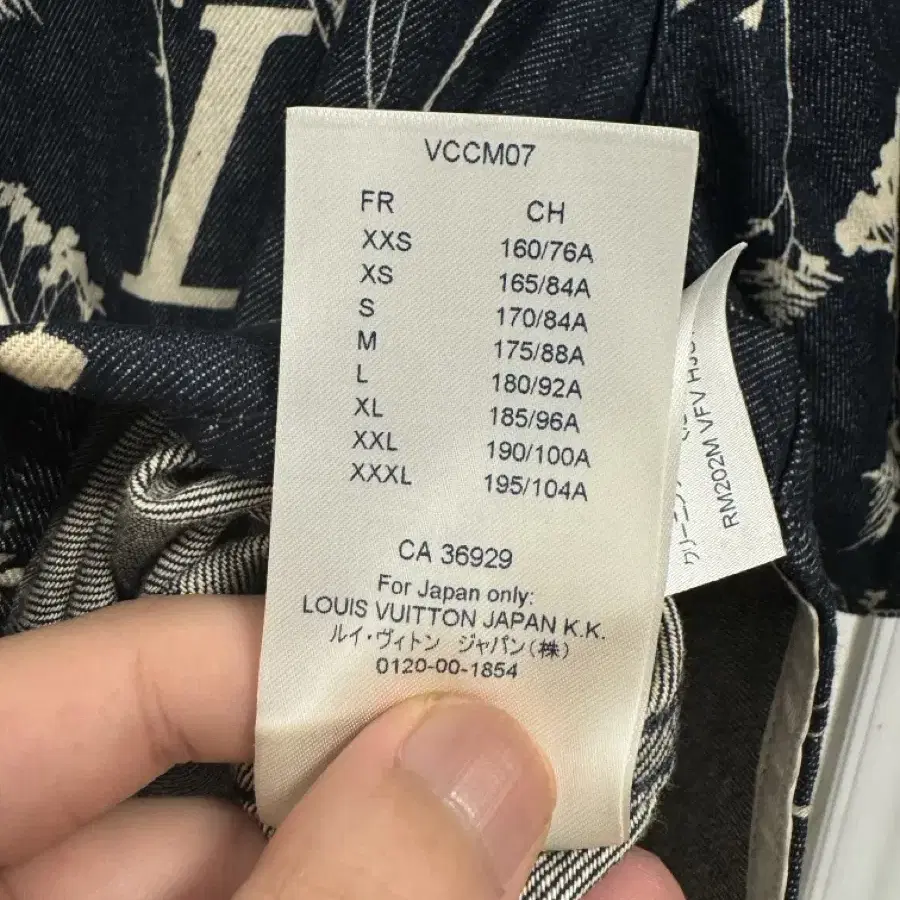 VCCM07
FR CH
XXS 160/76A
XS 165/84A
S 170/84A
M 175/88A
L 180/92A
XL 185/96A
XXL 190/100A
XXXL 195/104A
CA 36929
For Japan only:
LOUIS VUITTON JAPAN K.K.
ルイ・ヴィトン ジャパン(株)
0120-00-1854
RM202M VFV